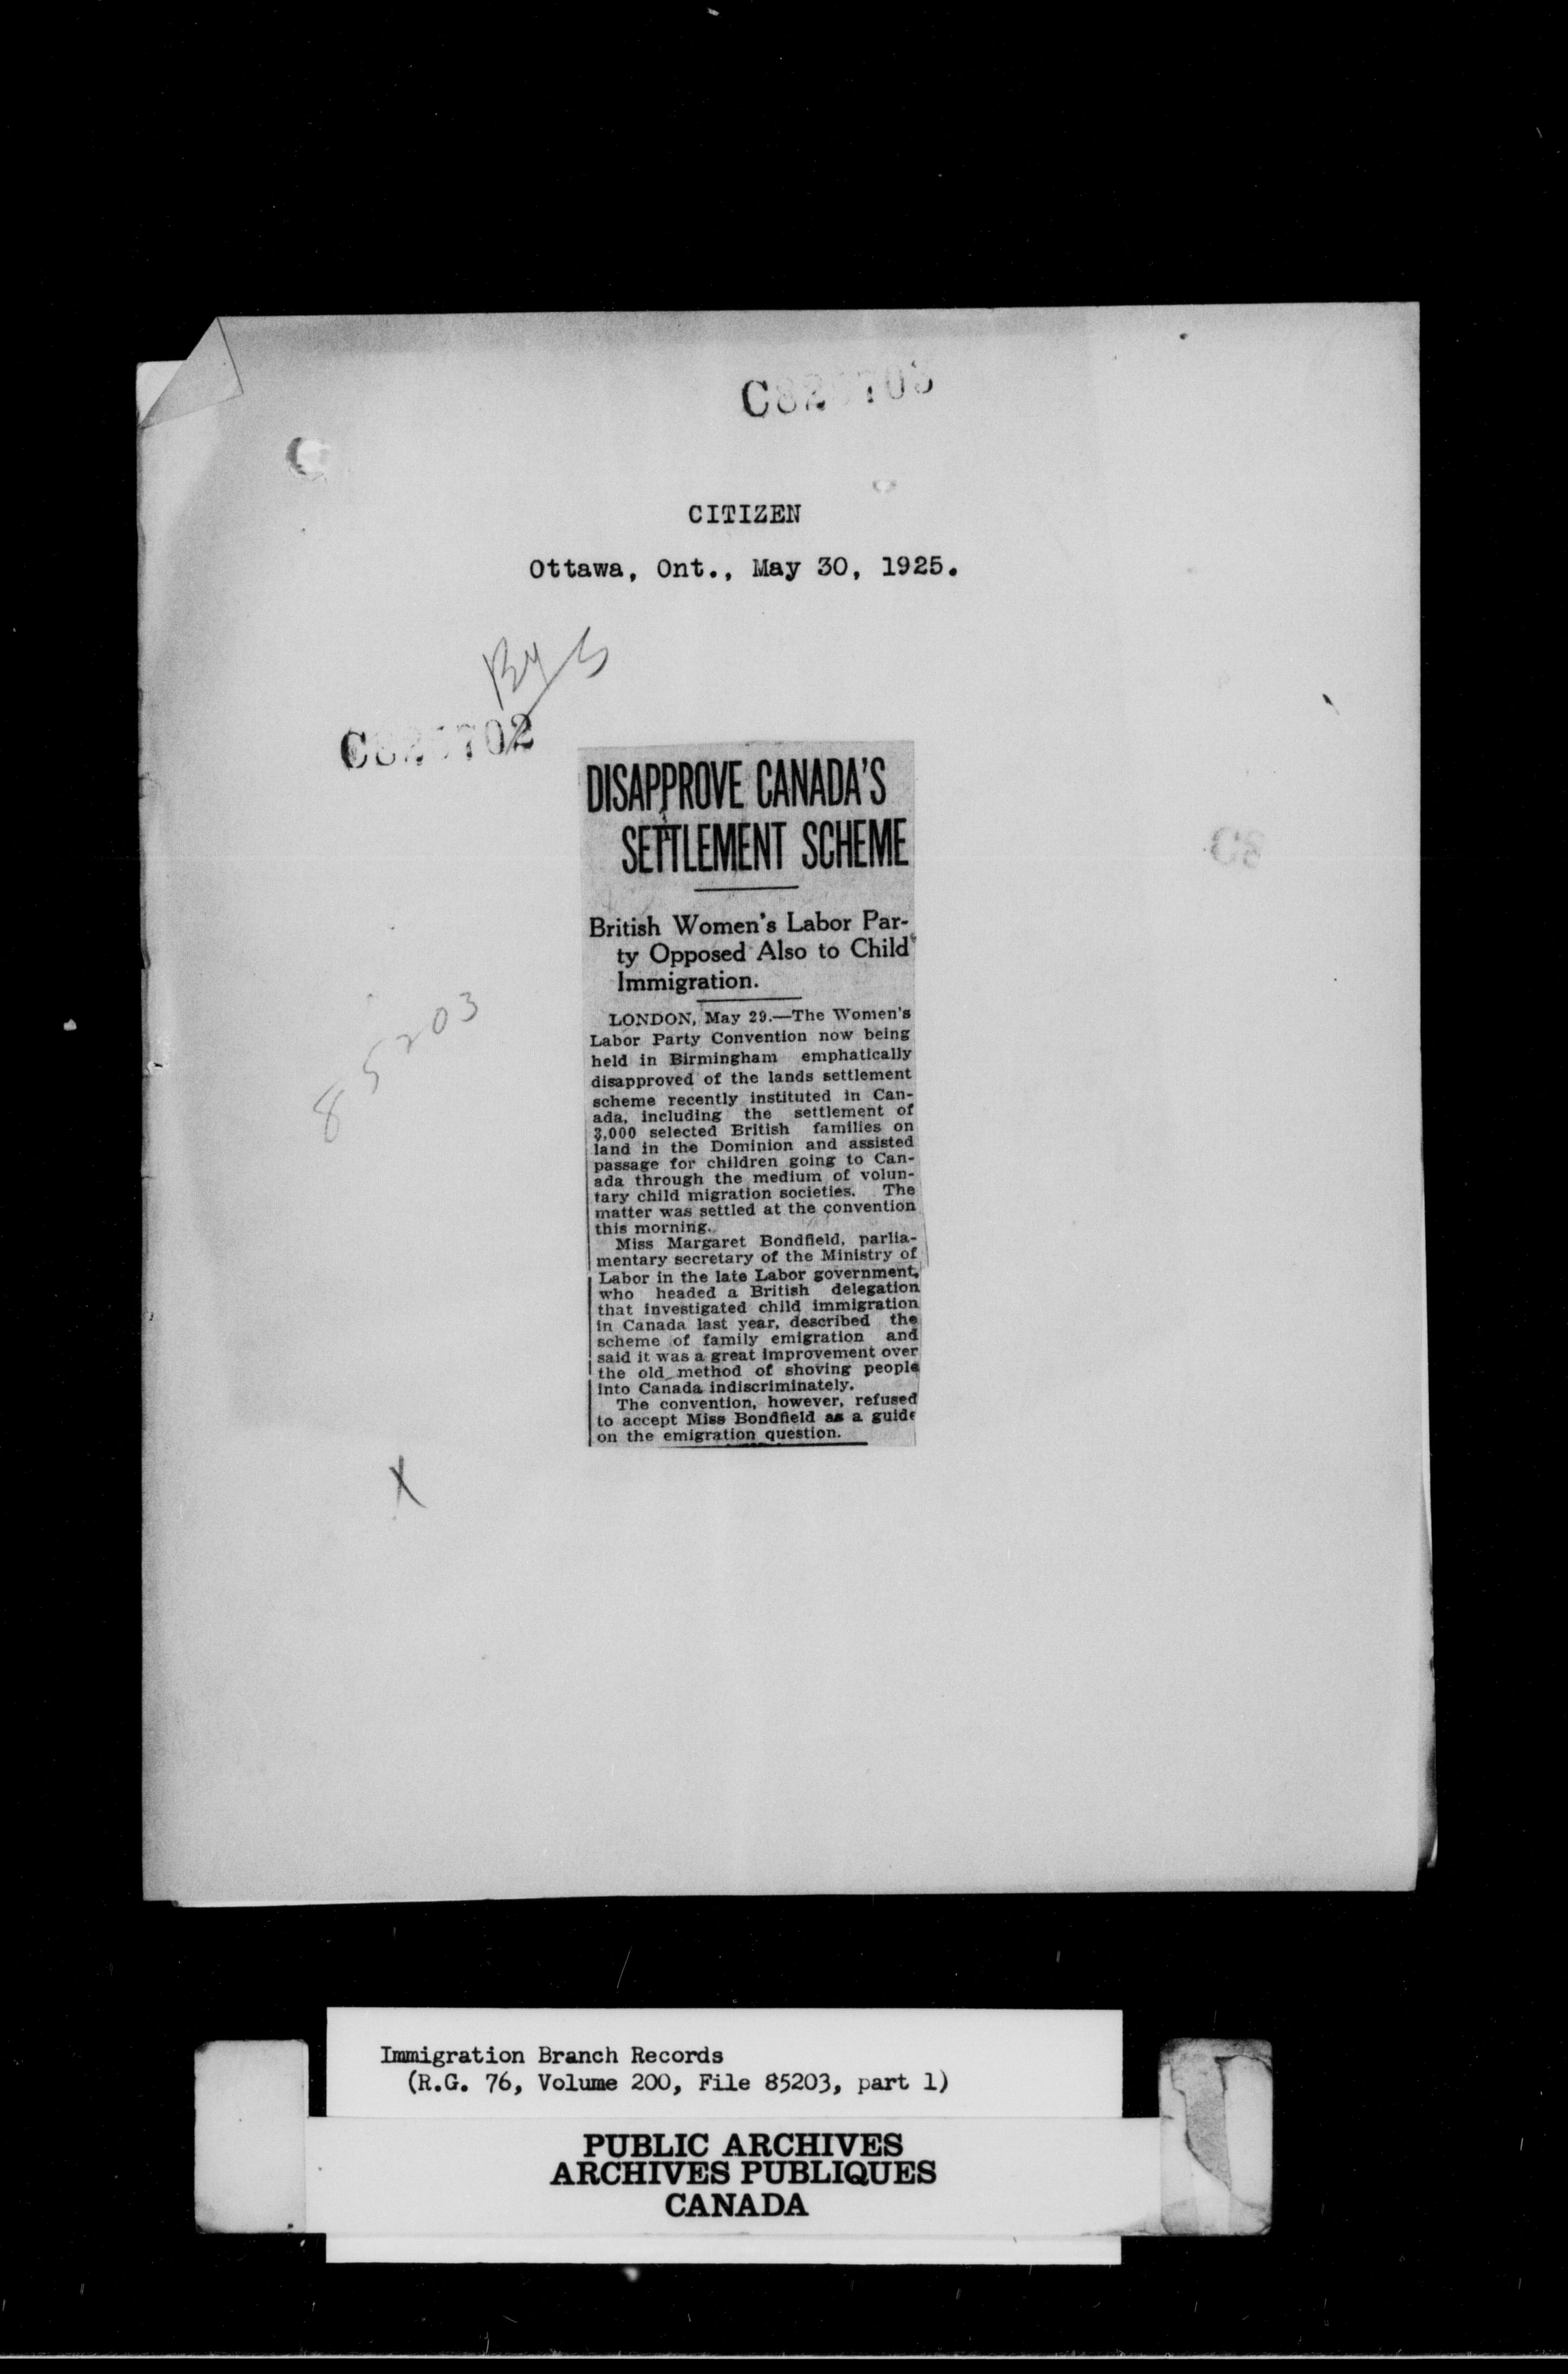 CITIZEN
Ottawa, Ont., May 30, 1925.
85203
DISAPPROVE CANADA'S
SETTLEMENT SCHEME
British Women's Labor Par-
ty Opposed Also to Child
Immigration.
LONDON, May 29.—The Women's
Labor Party Convention now being
held in Birmingham emphatically
disapproved of the lands settlement
scheme recently instituted in Can-
ada, including the settlement of
3,000 selected British families on
land in the Dominion and assisted
passage for children going to Can-
ada through the medium of volun-
tary child migration societies. The
matter was settled at the convention
this morning.
Miss Margaret Bondfield, parlia-
mentary secretary of the Ministry of
Labor in the late Labor government,
who headed a British delegation
that investigated child immigration
in Canada last year, described the
scheme of family emigration and
said it was a great improvement over
the old method of shoving people
into Canada indiscriminately.
The convention, however, refused
to accept Miss Bondfield as a guide
on the emigration question.
X
Immigration Branch Records
(R.G. 76, Volume 200, File 85203, part 1)
PUBLIC ARCHIVES
ARCHIVES PUBLIQUES
CANADA